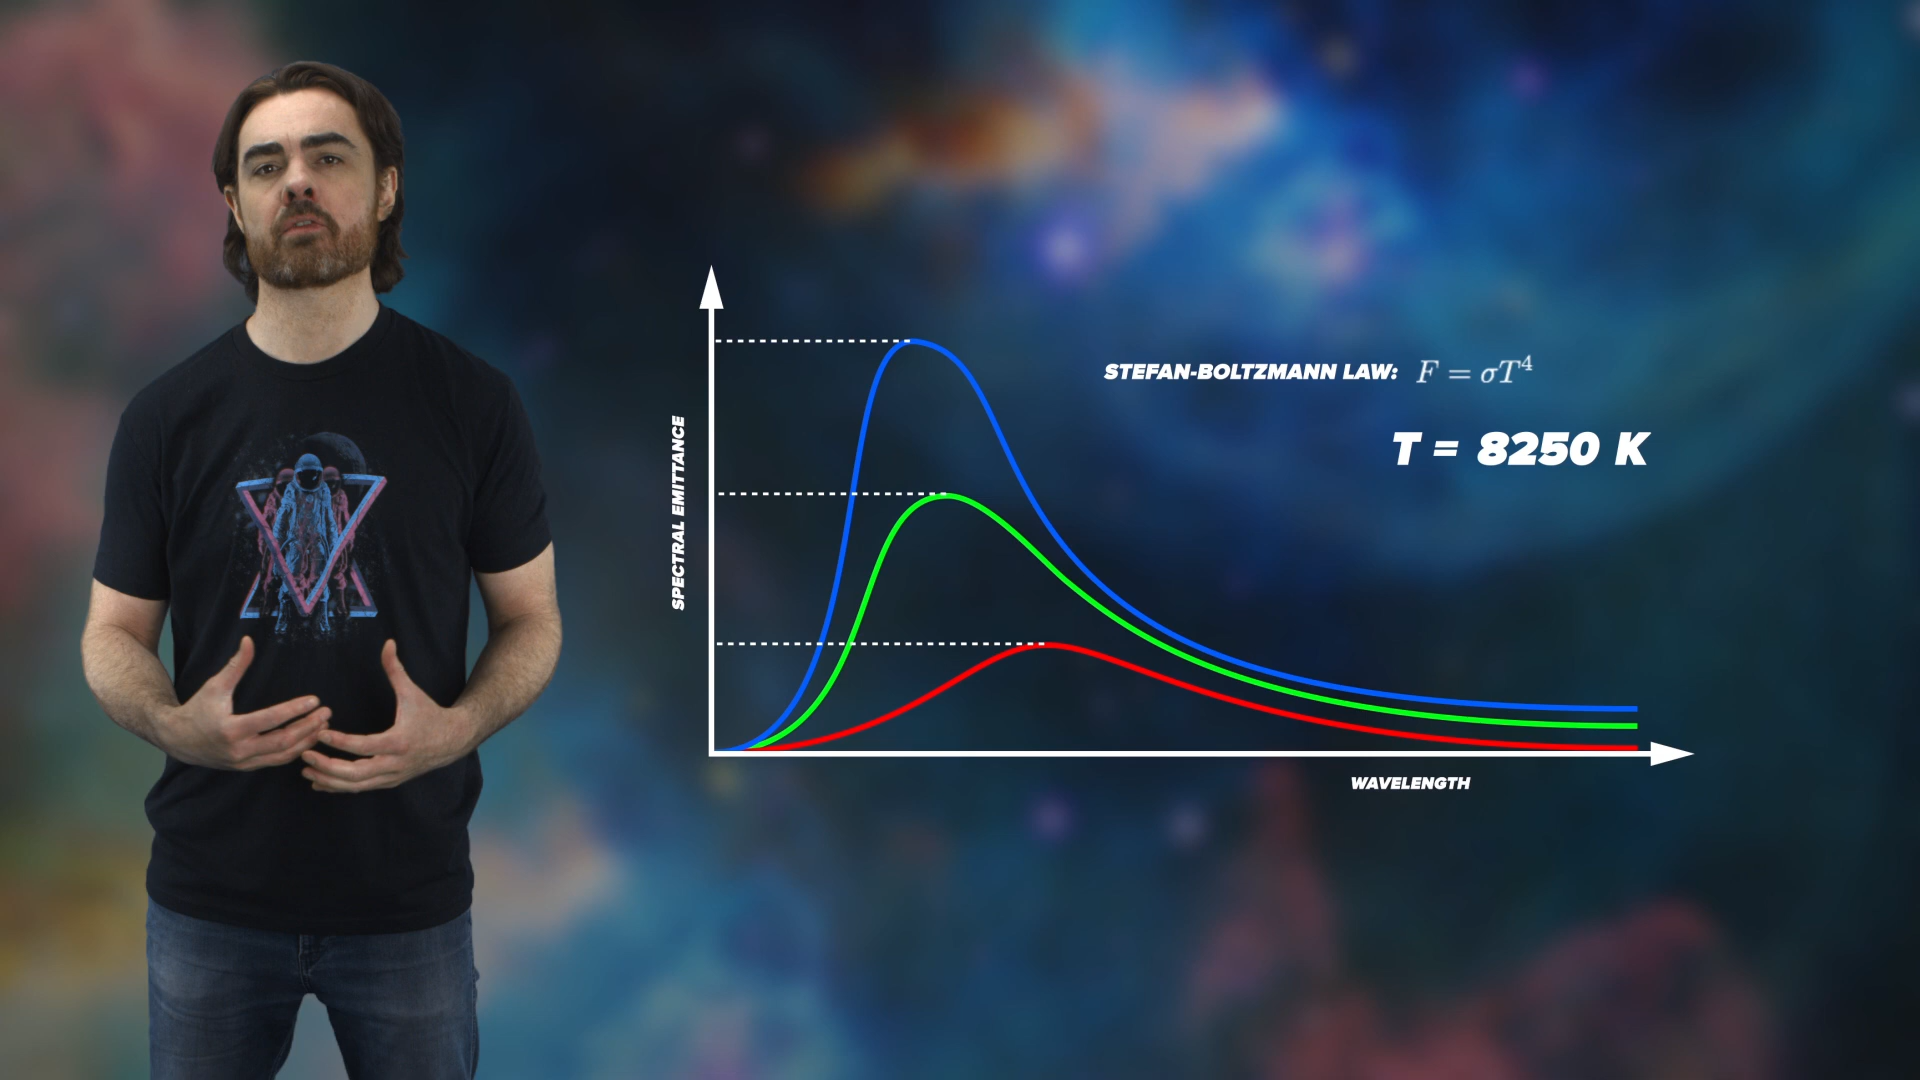 STEFAN-BOLTZMANN LAW: F = σT⁴
T = 8250 K
SPECTRAL EMITTANCE
WAVELENGTH